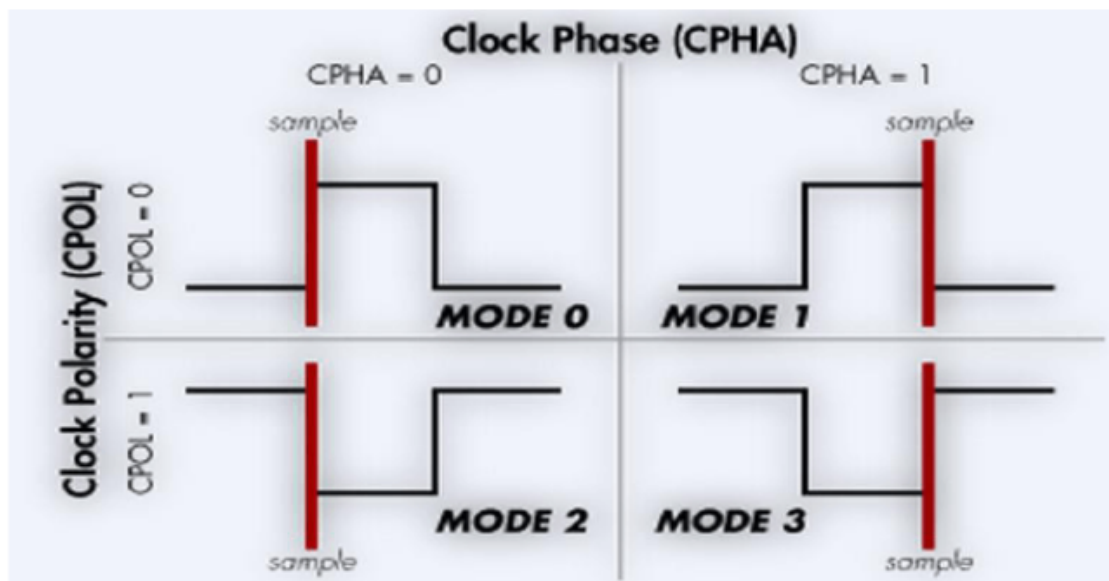 Clock Phase (CPHA)
CPHA = 0
CPHA = 1
sample
sample
Clock Polarity (CPOL)
CPOL = 0
MODE 0
MODE 1
CPOL = 1
MODE 2
MODE 3
sample
sample